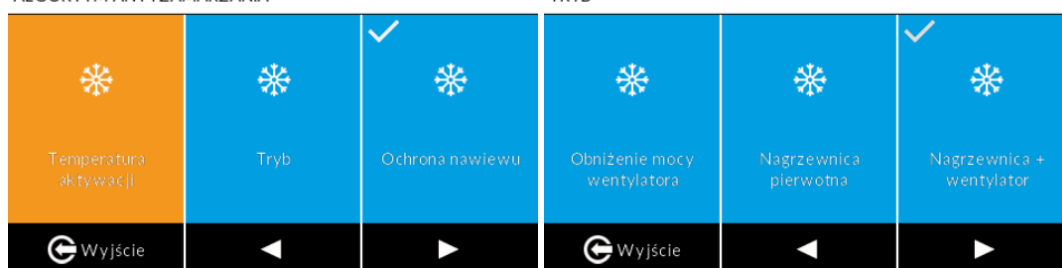 Temperatura
aktywacji
Tryb
Ochrona nawiewu
Wyjście
Obniżenie mocy
wentylatora
Nagrzewnica
pierwotna
Nagrzewnica +
wentylator
Wyjście